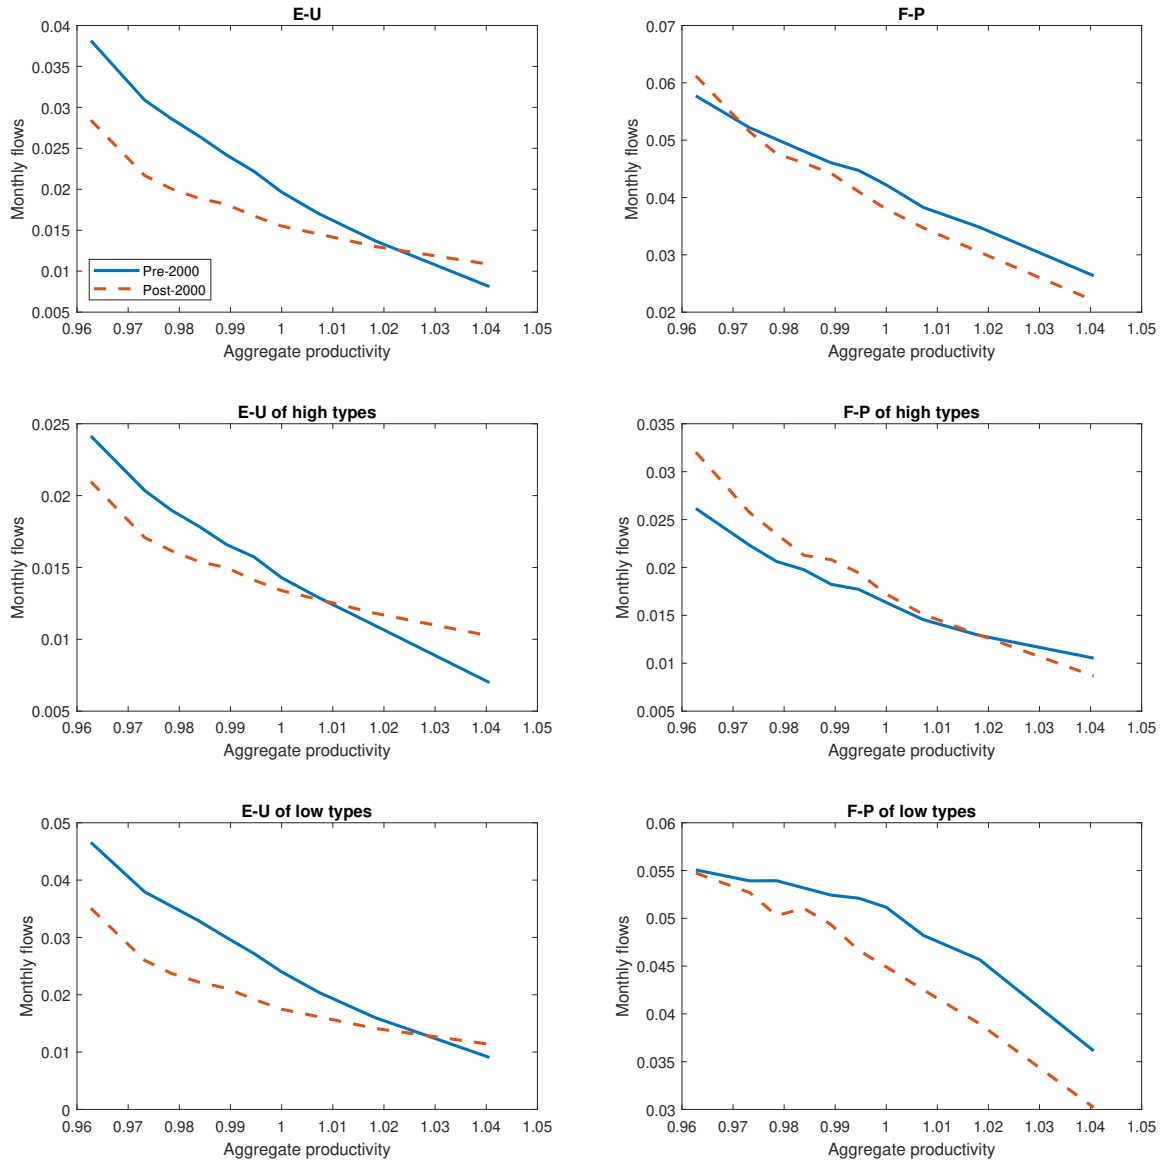 E-U
0.04
0.035
0.03
0.025
0.02
0.015
0.01
0.005
Monthly flows
Pre-2000
Post-2000
0.96 0.97 0.98 0.99 1 1.01 1.02 1.03 1.04 1.05
Aggregate productivity
F-P
0.07
0.06
0.05
0.04
0.03
0.02
Monthly flows
0.96 0.97 0.98 0.99 1 1.01 1.02 1.03 1.04 1.05
Aggregate productivity
E-U of high types
0.025
0.02
0.015
0.01
0.005
Monthly flows
0.96 0.97 0.98 0.99 1 1.01 1.02 1.03 1.04 1.05
Aggregate productivity
F-P of high types
0.035
0.03
0.025
0.02
0.015
0.01
0.005
Monthly flows
0.96 0.97 0.98 0.99 1 1.01 1.02 1.03 1.04 1.05
Aggregate productivity
E-U of low types
0.05
0.04
0.03
0.02
0.01
0
Monthly flows
0.96 0.97 0.98 0.99 1 1.01 1.02 1.03 1.04 1.05
Aggregate productivity
F-P of low types
0.06
0.055
0.05
0.045
0.04
0.035
0.03
Monthly flows
0.96 0.97 0.98 0.99 1 1.01 1.02 1.03 1.04 1.05
Aggregate productivity